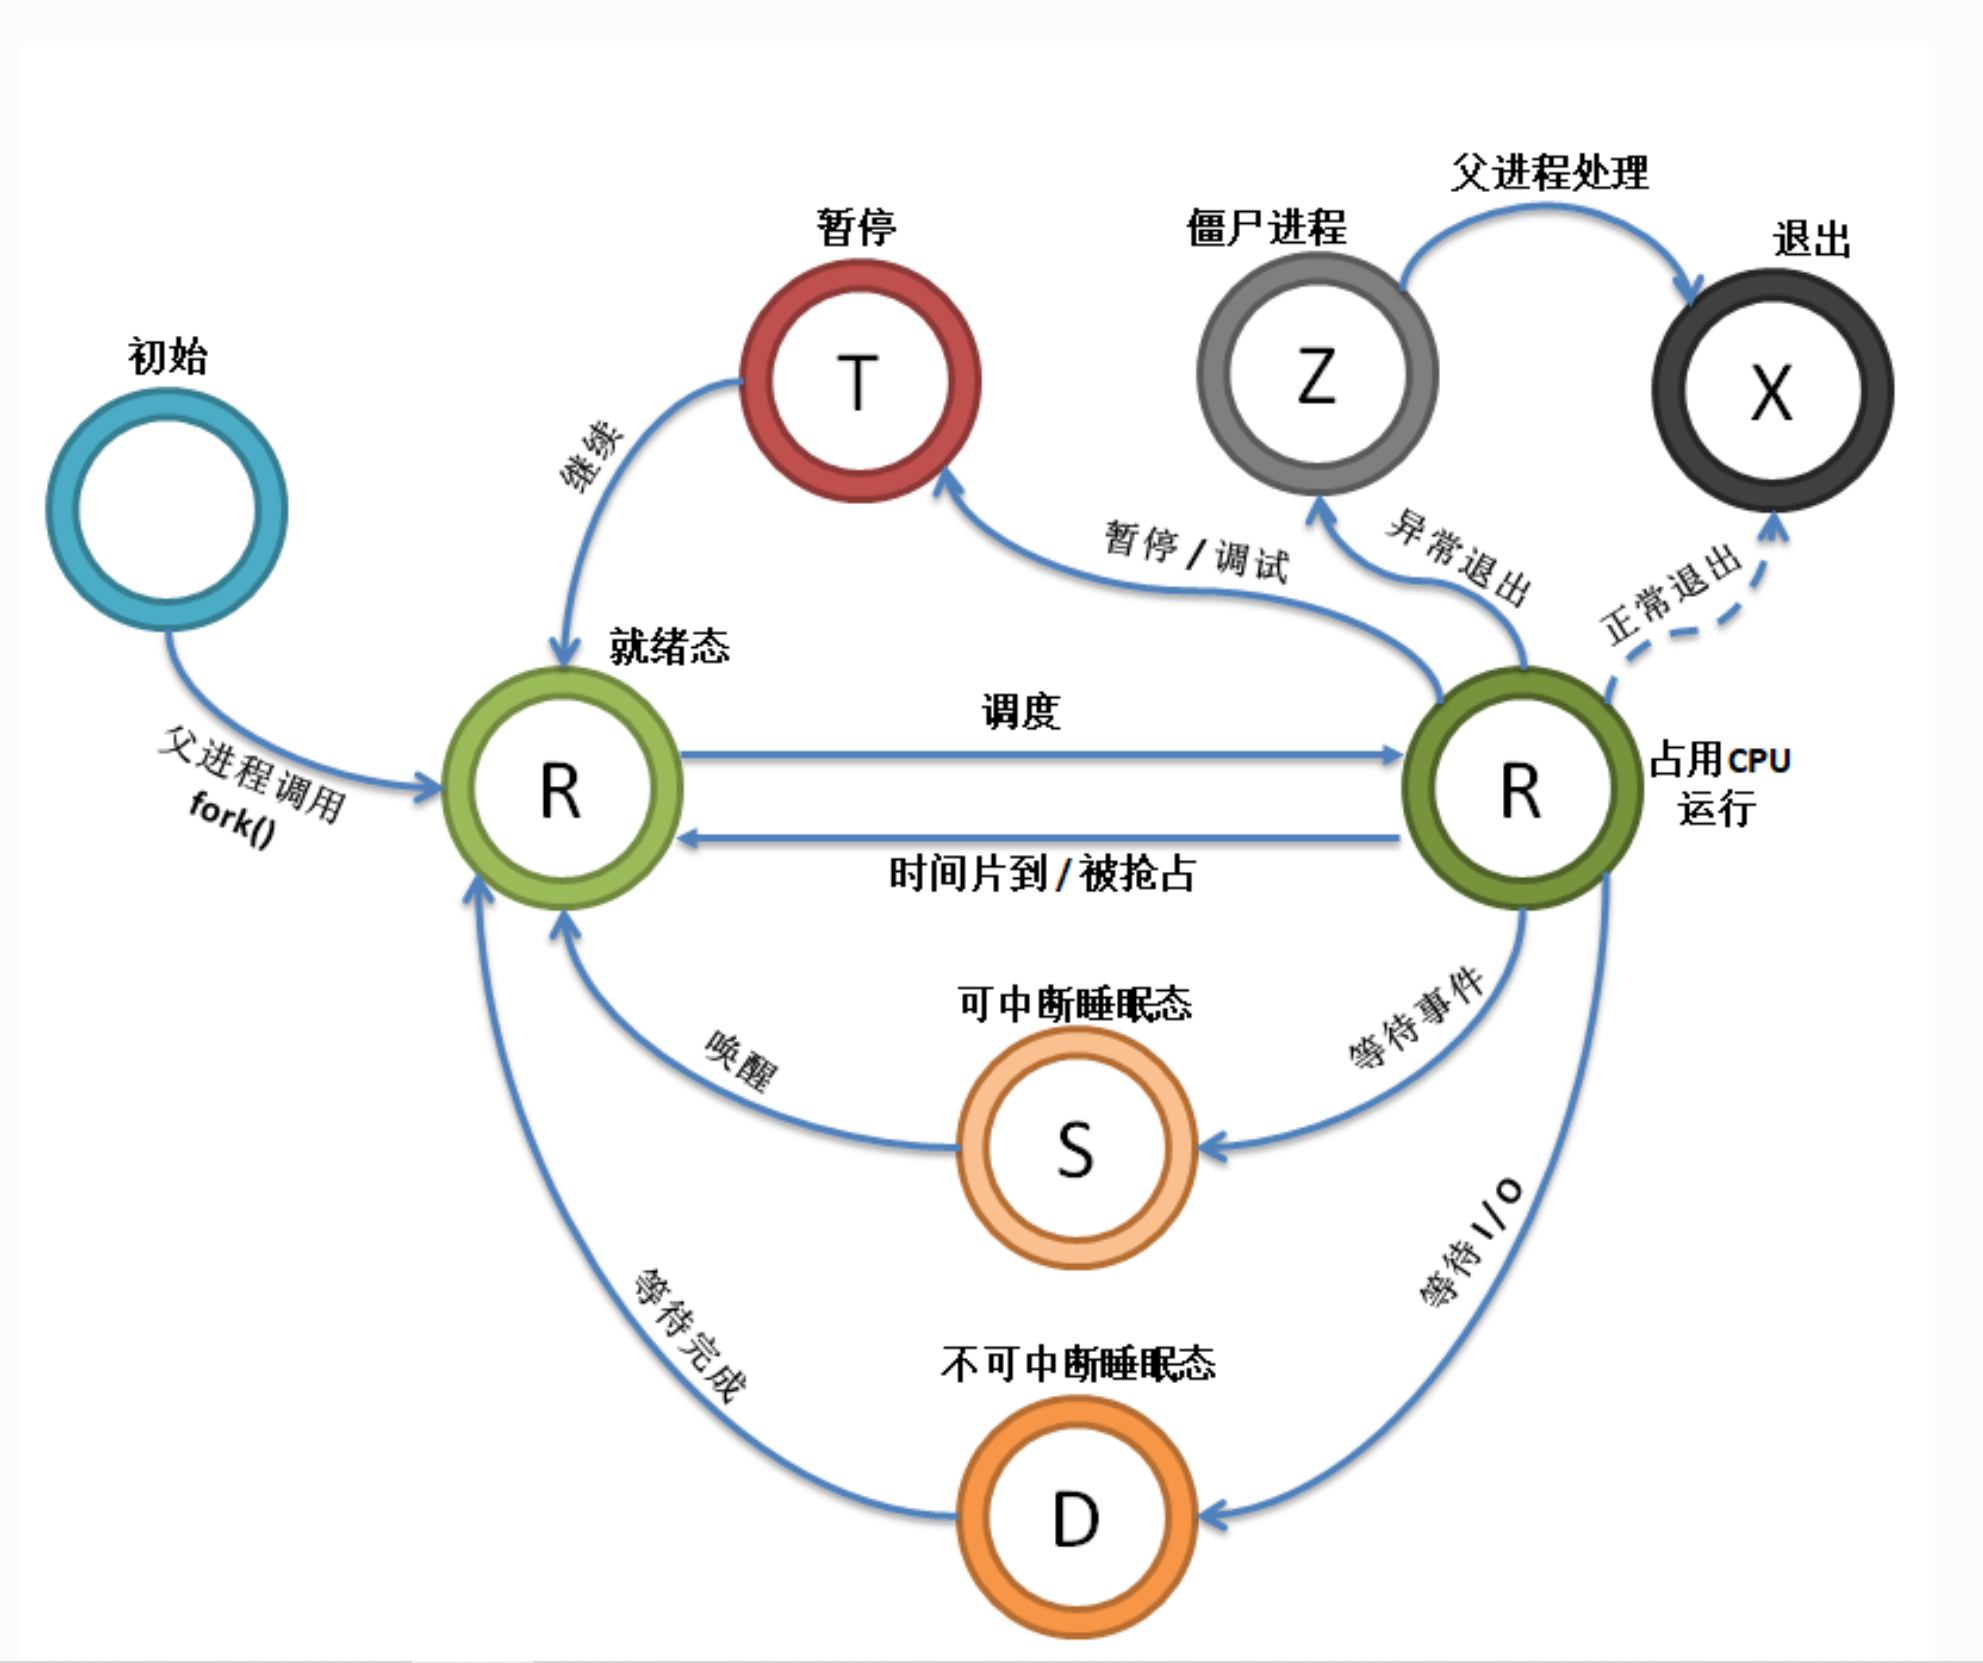 父进程处理
暂停
僵尸进程
退出
初始
T
Z
X
继续
暂停 / 调试
异常退出
正常退出
就绪态
调度
父进程调用
fork()
R
R
占用CPU
运行
时间片到 / 被抢占
可中断睡眠态
等待事件
唤醒
S
等待 I/O
等待完成
不可中断睡眠态
D